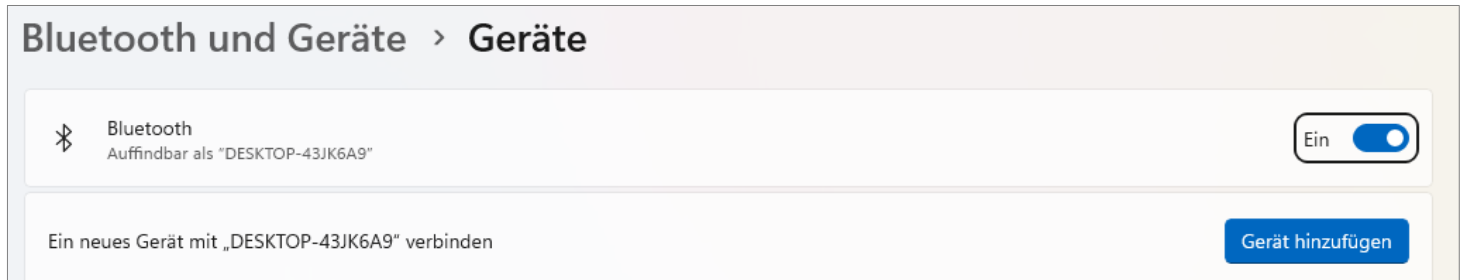 Bluetooth und Geräte > Geräte
Bluetooth
Auffindbar als "DESKTOP-43JK6A9"
Ein
Ein neues Gerät mit „DESKTOP-43JK6A9" verbinden
Gerät hinzufügen